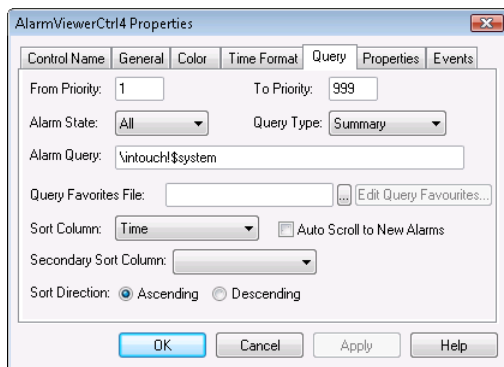 AlarmViewerCtrl4 Properties
Control Name General Color Time Format Query Properties Events
From Priority: 1 To Priority: 999
Alarm State: All Query Type: Summary
Alarm Query: \intouch!$system
Query Favorites File: ... Edit Query Favourites...
Sort Column: Time Auto Scroll to New Alarms
Secondary Sort Column:
Sort Direction: Ascending Descending
OK Cancel Apply Help